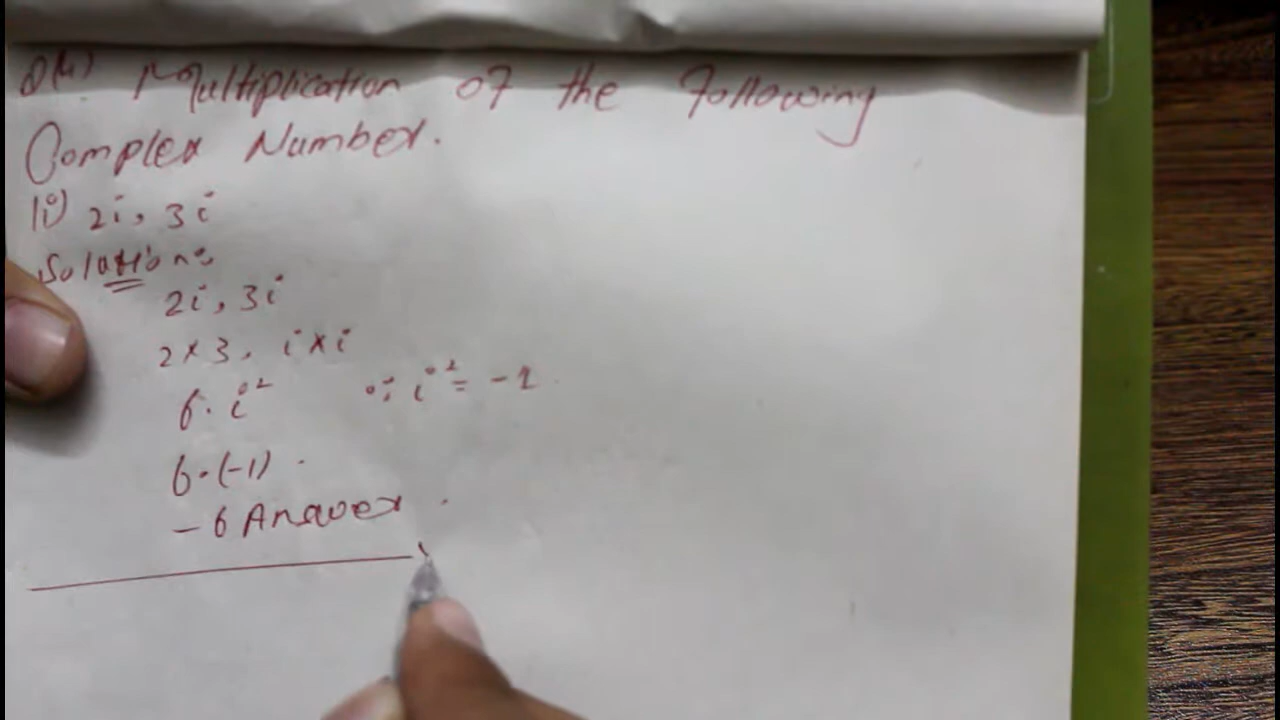 Q(4). Multiplication of the following
Complex Number.
(i) 2i, 3i
Solution:
2i, 3i
2 × 3 . i × i
6 . i² ∵ i² = -1
6 . (-1) .
-6 Answer .